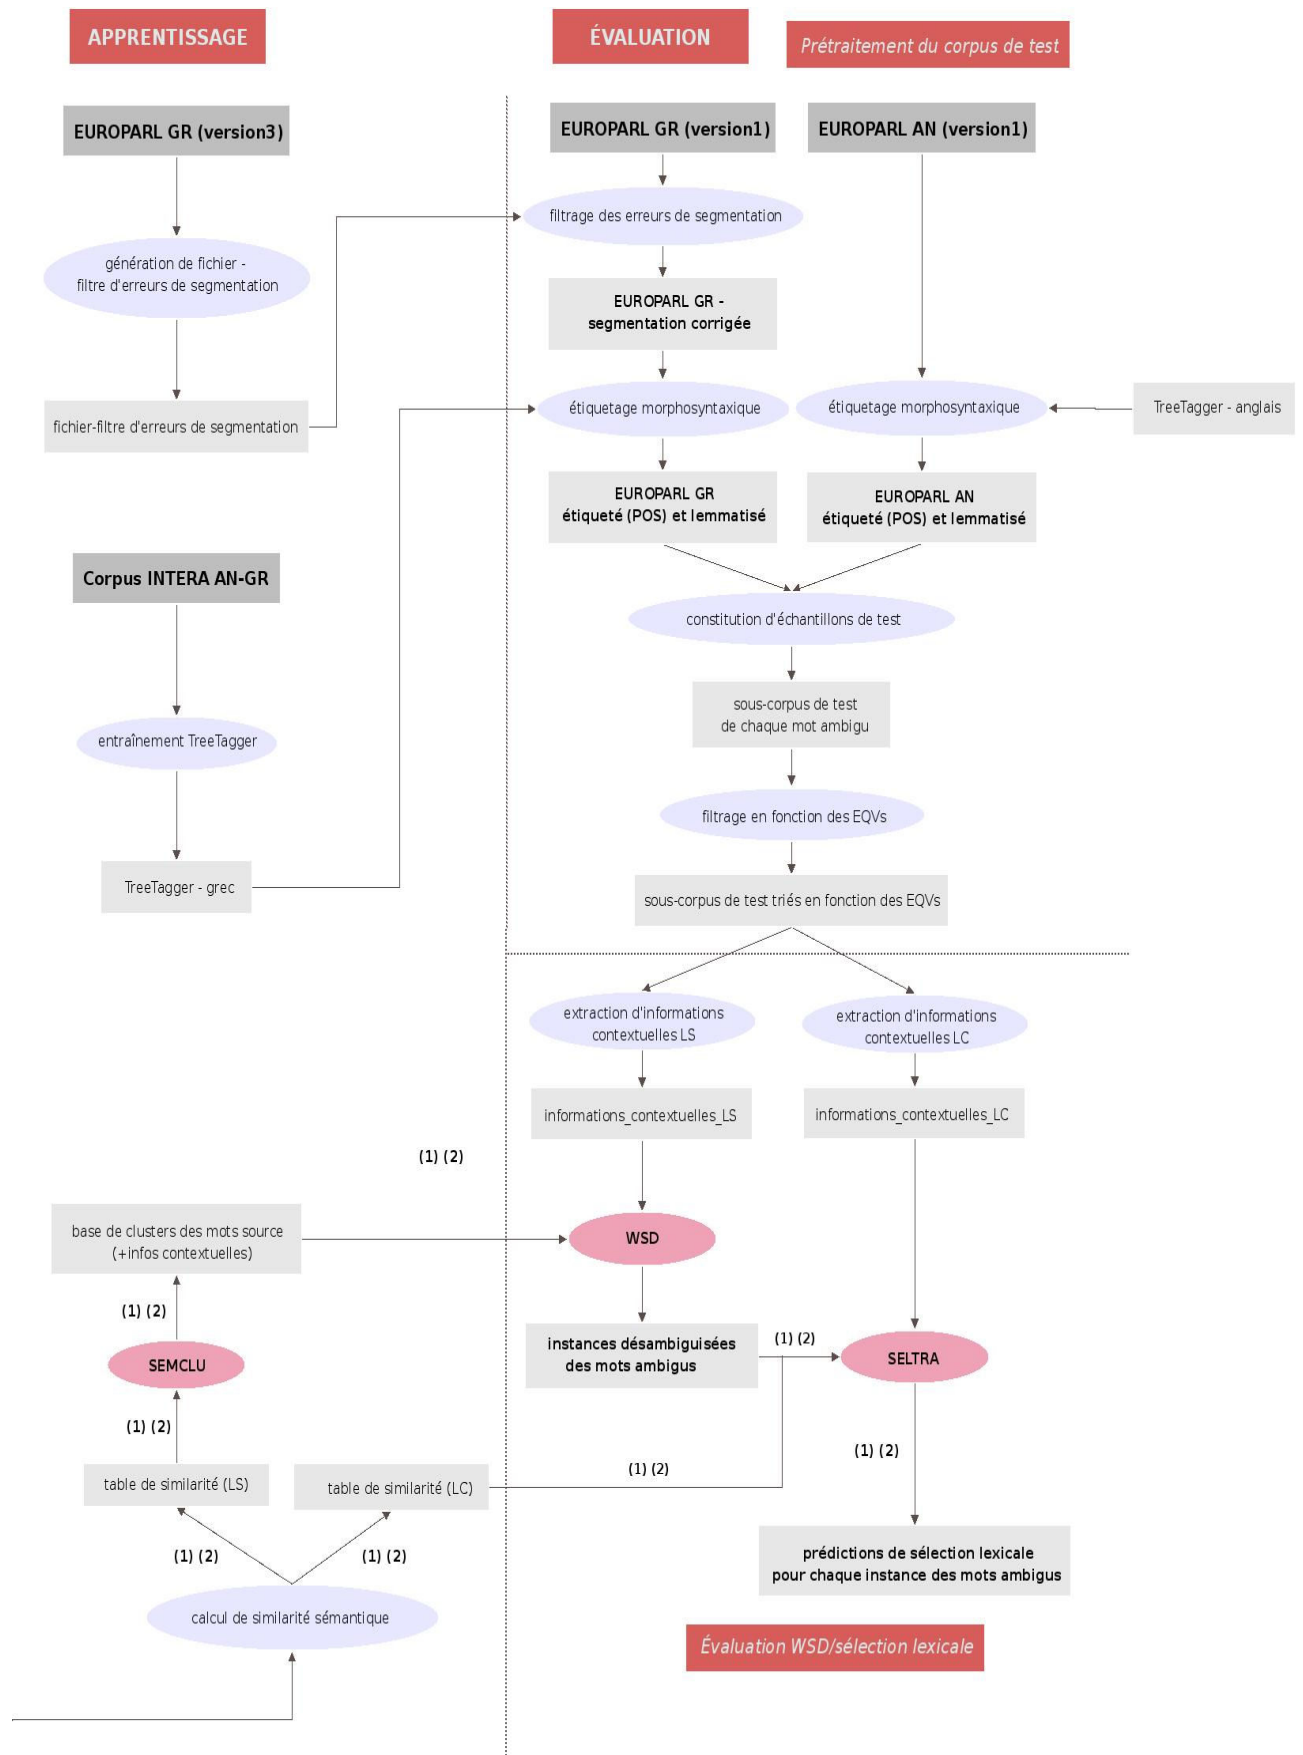 APPRENTISSAGE
ÉVALUATION
Prétraitement du corpus de test
EUROPARL GR (version3)
EUROPARL GR (version1)
EUROPARL AN (version1)
filtrage des erreurs de segmentation
génération de fichier -
filtre d'erreurs de segmentation
EUROPARL GR -
segmentation corrigée
fichier-filtre d'erreurs de segmentation
étiquetage morphosyntaxique
étiquetage morphosyntaxique
TreeTagger - anglais
EUROPARL GR
étiqueté (POS) et lemmatisé
EUROPARL AN
étiqueté (POS) et lemmatisé
Corpus INTERA AN-GR
constitution d'échantillons de test
sous-corpus de test
de chaque mot ambigu
entraînement TreeTagger
filtrage en fonction des EQVs
TreeTagger - grec
sous-corpus de test triés en fonction des EQVs
extraction d'informations
contextuelles LS
extraction d'informations
contextuelles LC
informations_contextuelles_LS
informations_contextuelles_LC
(1) (2)
base de clusters des mots source
(+infos contextuelles)
WSD
(1) (2)
instances désambiguisées
des mots ambigus
(1) (2)
SEMCLU
SELTRA
(1) (2)
(1) (2)
(1) (2)
table de similarité (LS)
table de similarité (LC)
(1) (2)
(1) (2)
prédictions de sélection lexicale
pour chaque instance des mots ambigus
calcul de similarité sémantique
Évaluation WSD/sélection lexicale